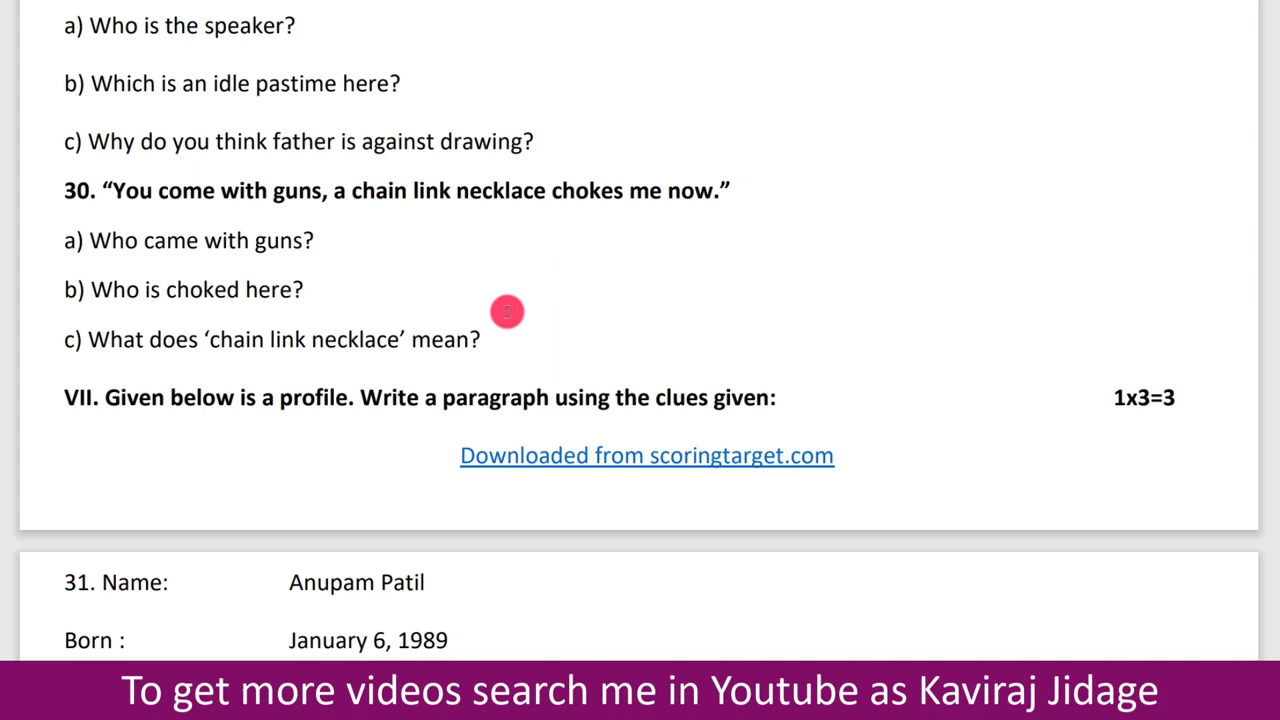 a) Who is the speaker?
b) Which is an idle pastime here?
c) Why do you think father is against drawing?
30. “You come with guns, a chain link necklace chokes me now.”
a) Who came with guns?
b) Who is choked here?
c) What does ‘chain link necklace’ mean?
VII. Given below is a profile. Write a paragraph using the clues given: 1x3=3
Downloaded from scoringtarget.com
31. Name: Anupam Patil
Born : January 6, 1989
To get more videos search me in Youtube as Kaviraj Jidage